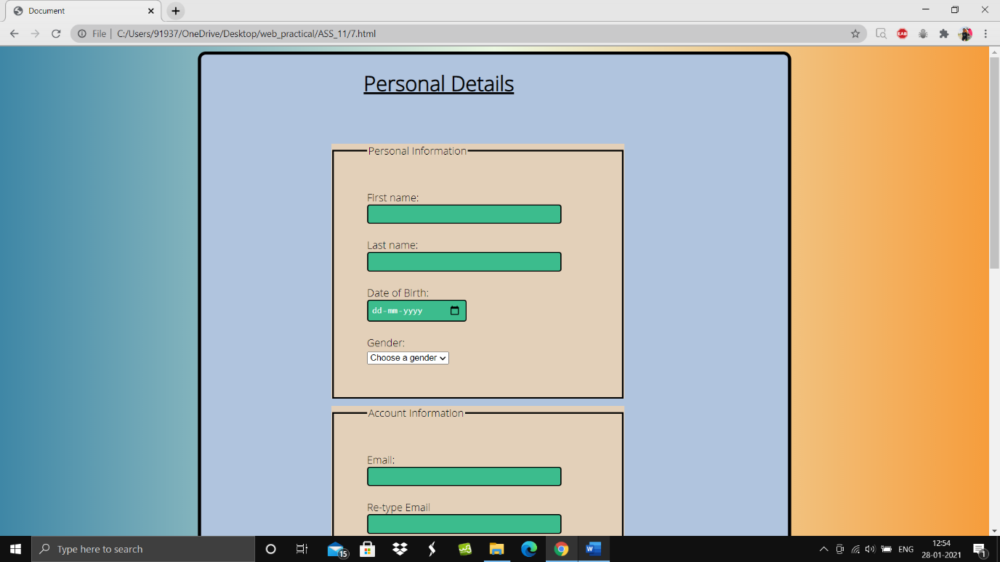 Document
File | C:/Users/91937/OneDrive/Desktop/web_practical/ASS_11/7.html
EAB
Personal Details
Personal Information
First name:
Last name:
Date of Birth:
dd-mm-yyyy
Gender:
Choose a gender
Account Information
Email:
Re-type Email
Type here to search
15
W
ENG
12:54
28-01-2021
1